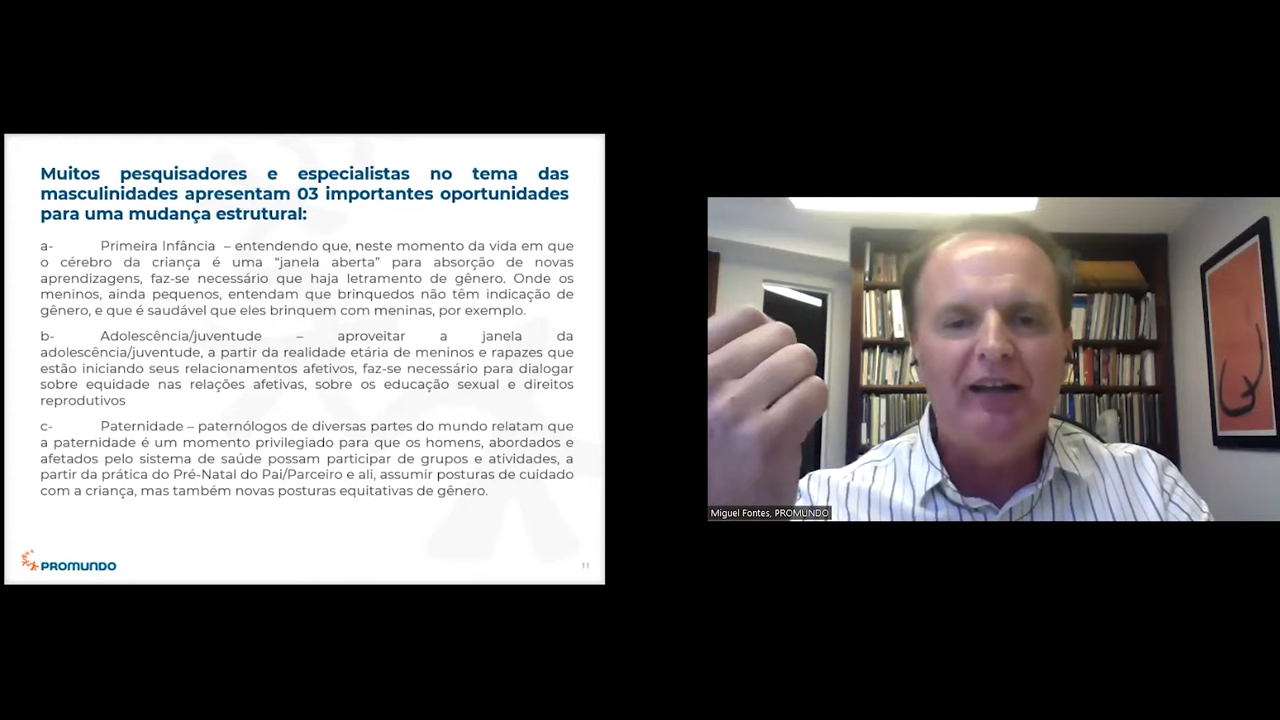 Muitos pesquisadores e especialistas no tema das
masculinidades apresentam 03 importantes oportunidades
para uma mudança estrutural:
a- Primeira Infância – entendendo que, neste momento da vida em que
o cérebro da criança é uma “janela aberta” para absorção de novas
aprendizagens, faz-se necessário que haja letramento de gênero. Onde os
meninos, ainda pequenos, entendam que brinquedos não têm indicação de
gênero, e que é saudável que eles brinquem com meninas, por exemplo.
b- Adolescência/juventude – aproveitar a janela da
adolescência/juventude, a partir da realidade etária de meninos e rapazes que
estão iniciando seus relacionamentos afetivos, faz-se necessário para dialogar
sobre equidade nas relações afetivas, sobre os educação sexual e direitos
reprodutivos
c- Paternidade – paternólogos de diversas partes do mundo relatam que
a paternidade é um momento privilegiado para que os homens, abordados e
afetados pelo sistema de saúde possam participar de grupos e atividades, a
partir da prática do Pré-Natal do Pai/Parceiro e ali, assumir posturas de cuidado
com a criança, mas também novas posturas equitativas de gênero.
PROMUNDO
11
Miguel Fontes, PROMUNDO